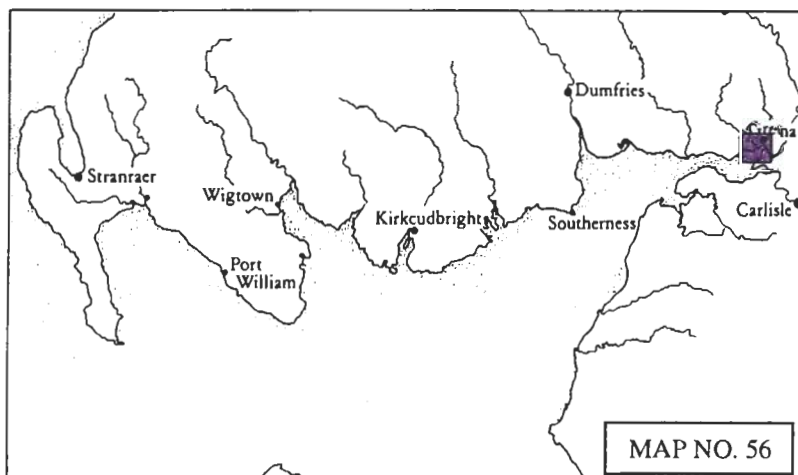 Dumfries
Stranraer
Wigtown
Kirkcudbright
Southerness
Carlisle
Port
William
MAP NO. 56